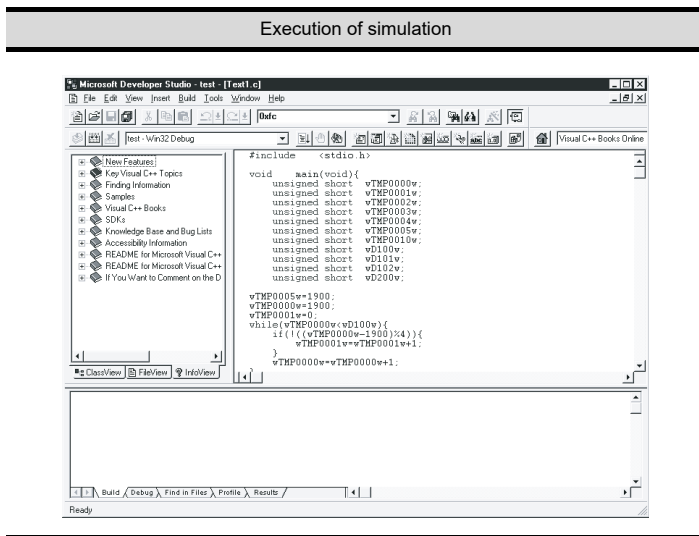 Execution of simulation
Microsoft Developer Studio - test - [Text1.c]
File Edit View Insert Build Tools Window Help
0xfc
test - Win32 Debug
Visual C++ Books Online
New Features
Key Visual C++ Topics
Finding Information
Samples
Visual C++ Books
SDKs
Knowledge Base and Bug Lists
Accessibility Information
README for Microsoft Visual C++
README for Microsoft Visual C++
If You Want to Comment on the D
ClassView FileView InfoView
#include <stdio.h>
void main(void){
unsigned short vTMP0000w;
unsigned short vTMP0001w;
unsigned short vTMP0002w;
unsigned short vTMP0003w;
unsigned short vTMP0004w;
unsigned short vTMP0005w;
unsigned short vTMP0010w;
unsigned short vD100w;
unsigned short vD101w;
unsigned short vD102w;
unsigned short vD200w;
vTMP0005w=1900;
vTMP0000w=1900;
vTMP0001w=0;
while(vTMP0000w<vD100w){
if(!((vTMP0000w-1900)%4)){
vTMP0001w=vTMP0001w+1;
}
vTMP0000w=vTMP0000w+1;
Build Debug Find in Files Profile Results
Ready